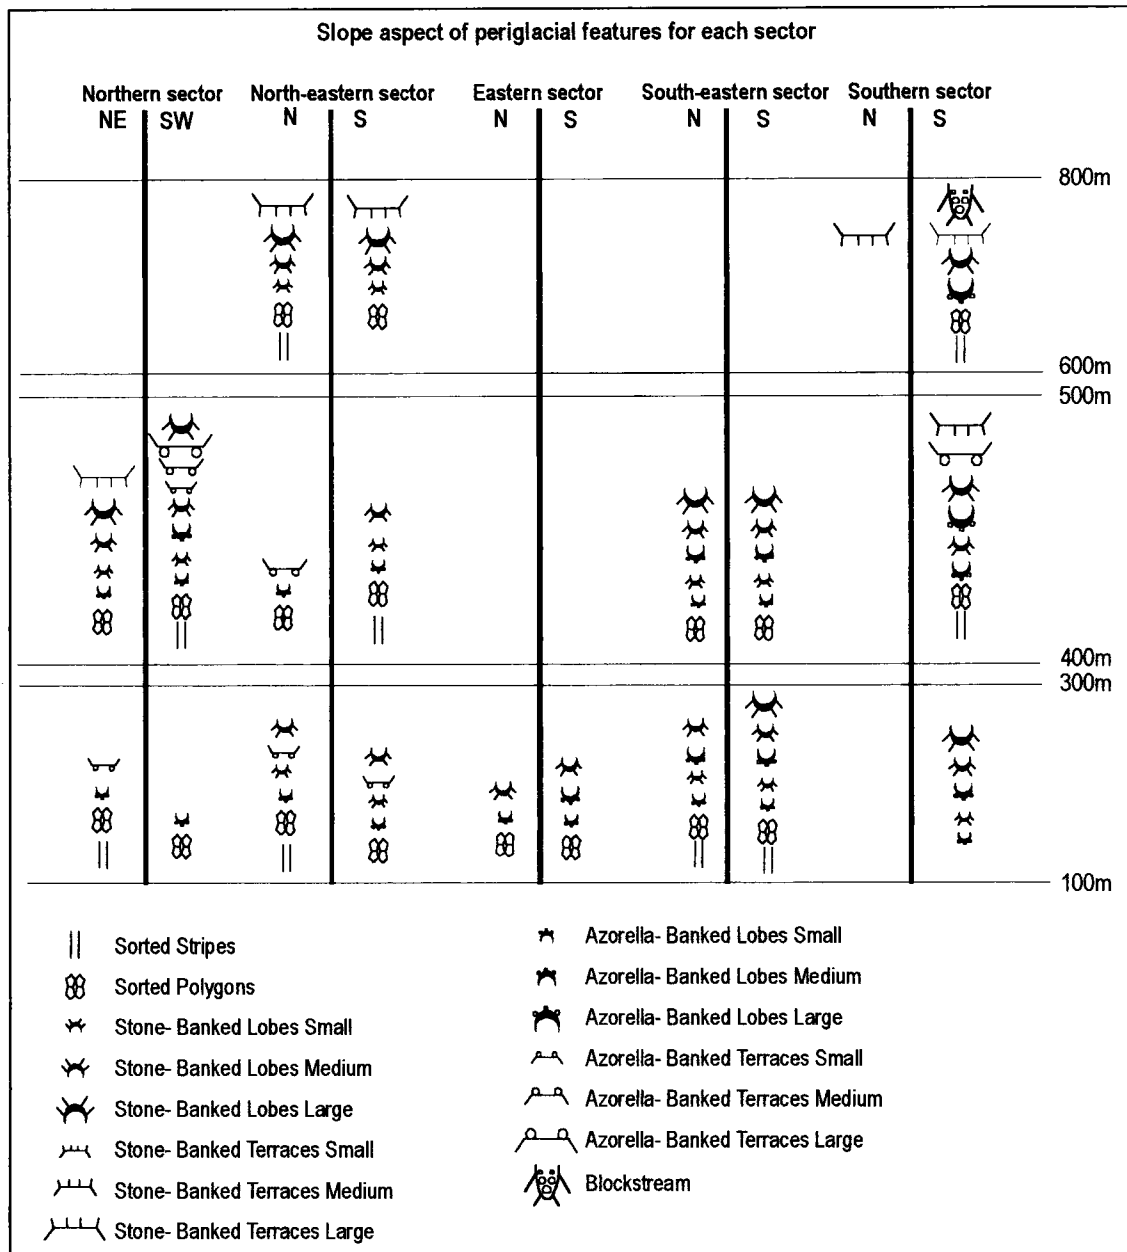 Slope aspect of periglacial features for each sector
Northern sector North-eastern sector Eastern sector South-eastern sector Southern sector
NE SW N S N S N S N S
800m
600m
500m
400m
300m
100m
Sorted Stripes
Sorted Polygons
Stone- Banked Lobes Small
Stone- Banked Lobes Medium
Stone- Banked Lobes Large
Stone- Banked Terraces Small
Stone- Banked Terraces Medium
Stone- Banked Terraces Large
Azorella- Banked Lobes Small
Azorella- Banked Lobes Medium
Azorella- Banked Lobes Large
Azorella- Banked Terraces Small
Azorella- Banked Terraces Medium
Azorella- Banked Terraces Large
Blockstream